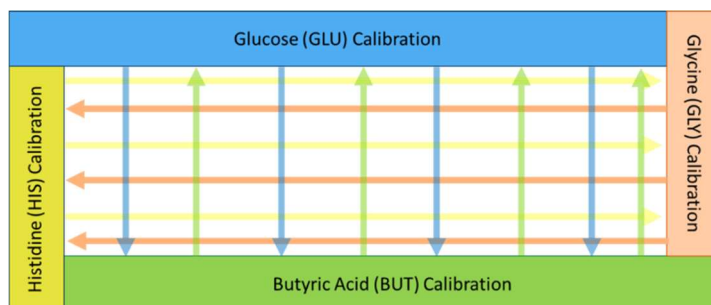 Glucose (GLU) Calibration
Histidine (HIS) Calibration
Glycine (GLY) Calibration
Butyric Acid (BUT) Calibration